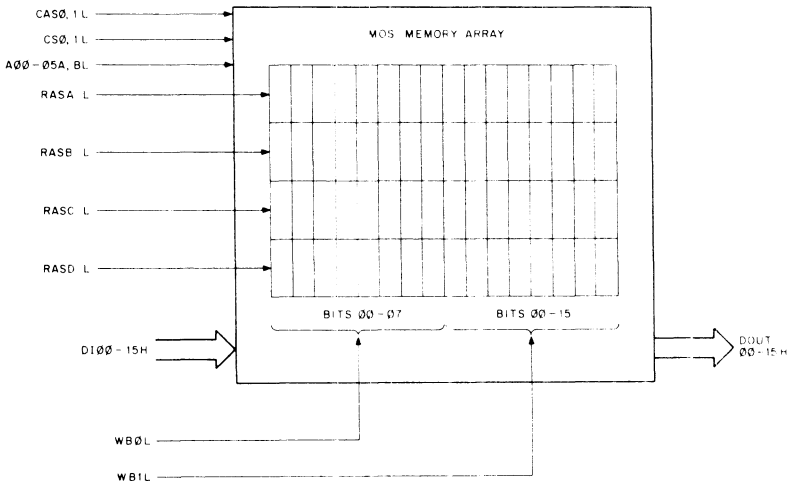 CASØ, 1 L
CSØ, 1 L
AØØ-Ø5A, BL
RASA L
RASB L
RASC L
RASD L
MOS MEMORY ARRAY
BITS ØØ-Ø7
BITS ØØ-15
DIØØ-15H
DOUT
ØØ-15H
WBØL
WB1L